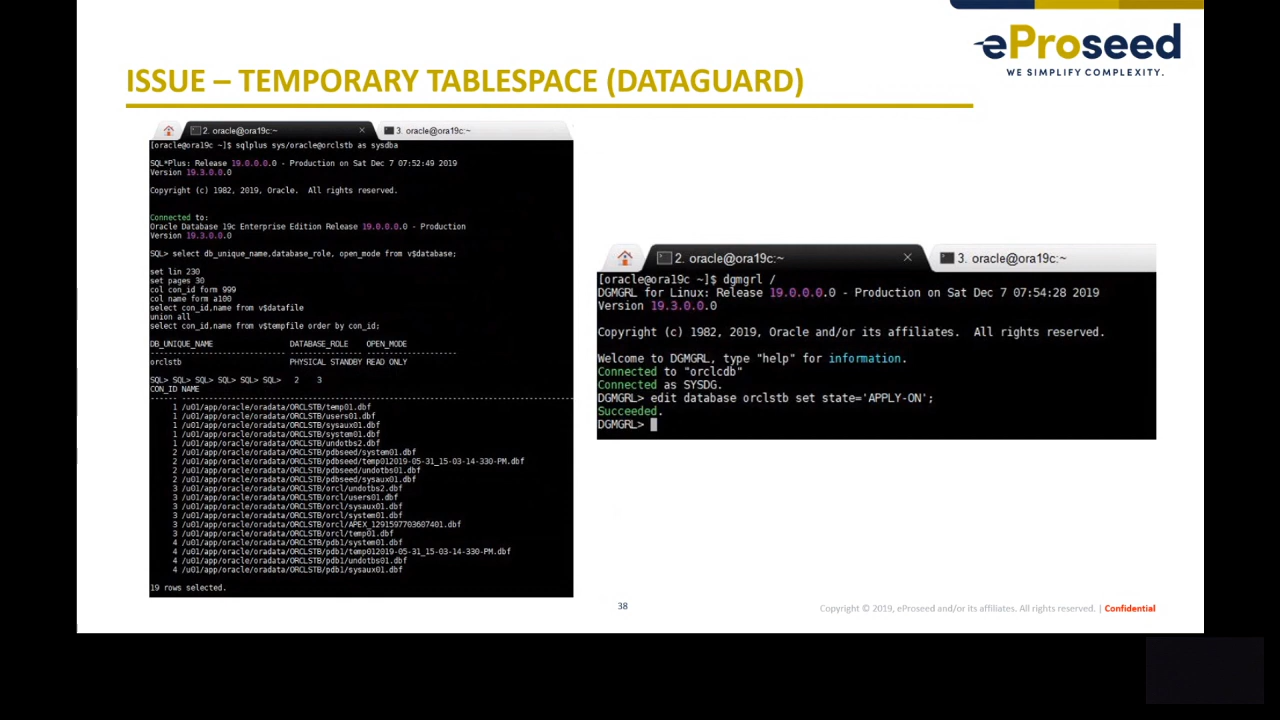 eProseed
WE SIMPLIFY COMPLEXITY.
ISSUE – TEMPORARY TABLESPACE (DATAGUARD)
2. oracle@ora19c:~ × 3. oracle@ora19c:~
[oracle@ora19c ~]$ sqlplus sys/oracle@orclstb as sysdba
SQL*Plus: Release 19.0.0.0.0 - Production on Sat Dec 7 07:52:49 2019
Version 19.3.0.0.0
Copyright (c) 1982, 2019, Oracle. All rights reserved.
Connected to:
Oracle Database 19c Enterprise Edition Release 19.0.0.0.0 - Production
Version 19.3.0.0.0
SQL> select db_unique_name,database_role, open_mode from v$database;
set lin 230
set pages 30
col con_id form 999
col name form a100
select con_id,name from v$datafile
union all
select con_id,name from v$tempfile order by con_id;
DB_UNIQUE_NAME DATABASE_ROLE OPEN_MODE
------------------------------ ---------------- --------------------
orclstb PHYSICAL STANDBY READ ONLY
SQL> SQL> SQL> SQL> SQL> SQL> 2 3
CON_ID NAME
------ ----------------------------------------------------------------------------------------------------
1 /u01/app/oracle/oradata/ORCLSTB/temp01.dbf
1 /u01/app/oracle/oradata/ORCLSTB/users01.dbf
1 /u01/app/oracle/oradata/ORCLSTB/sysaux01.dbf
1 /u01/app/oracle/oradata/ORCLSTB/system01.dbf
1 /u01/app/oracle/oradata/ORCLSTB/undotbs2.dbf
2 /u01/app/oracle/oradata/ORCLSTB/pdbseed/system01.dbf
2 /u01/app/oracle/oradata/ORCLSTB/pdbseed/temp012019-05-31_15-03-14-330-PM.dbf
2 /u01/app/oracle/oradata/ORCLSTB/pdbseed/undotbs01.dbf
2 /u01/app/oracle/oradata/ORCLSTB/pdbseed/sysaux01.dbf
3 /u01/app/oracle/oradata/ORCLSTB/orcl/undotbs2.dbf
3 /u01/app/oracle/oradata/ORCLSTB/orcl/users01.dbf
3 /u01/app/oracle/oradata/ORCLSTB/orcl/sysaux01.dbf
3 /u01/app/oracle/oradata/ORCLSTB/orcl/system01.dbf
3 /u01/app/oracle/oradata/ORCLSTB/orcl/APEX_1291597703607401.dbf
3 /u01/app/oracle/oradata/ORCLSTB/orcl/temp01.dbf
4 /u01/app/oracle/oradata/ORCLSTB/pdb1/system01.dbf
4 /u01/app/oracle/oradata/ORCLSTB/pdb1/temp012019-05-31_15-03-14-330-PM.dbf
4 /u01/app/oracle/oradata/ORCLSTB/pdb1/undotbs01.dbf
4 /u01/app/oracle/oradata/ORCLSTB/pdb1/sysaux01.dbf
19 rows selected.
2. oracle@ora19c:~ × 3. oracle@ora19c:~
[oracle@ora19c ~]$ dgmgrl /
DGMGRL for Linux: Release 19.0.0.0.0 - Production on Sat Dec 7 07:54:28 2019
Version 19.3.0.0.0
Copyright (c) 1982, 2019, Oracle and/or its affiliates. All rights reserved.
Welcome to DGMGRL, type "help" for information.
Connected to "orclcdb"
Connected as SYSDG.
DGMGRL> edit database orclstb set state='APPLY-ON';
Succeeded.
DGMGRL>
38
Copyright © 2019, eProseed and/or its affiliates. All rights reserved. | Confidential